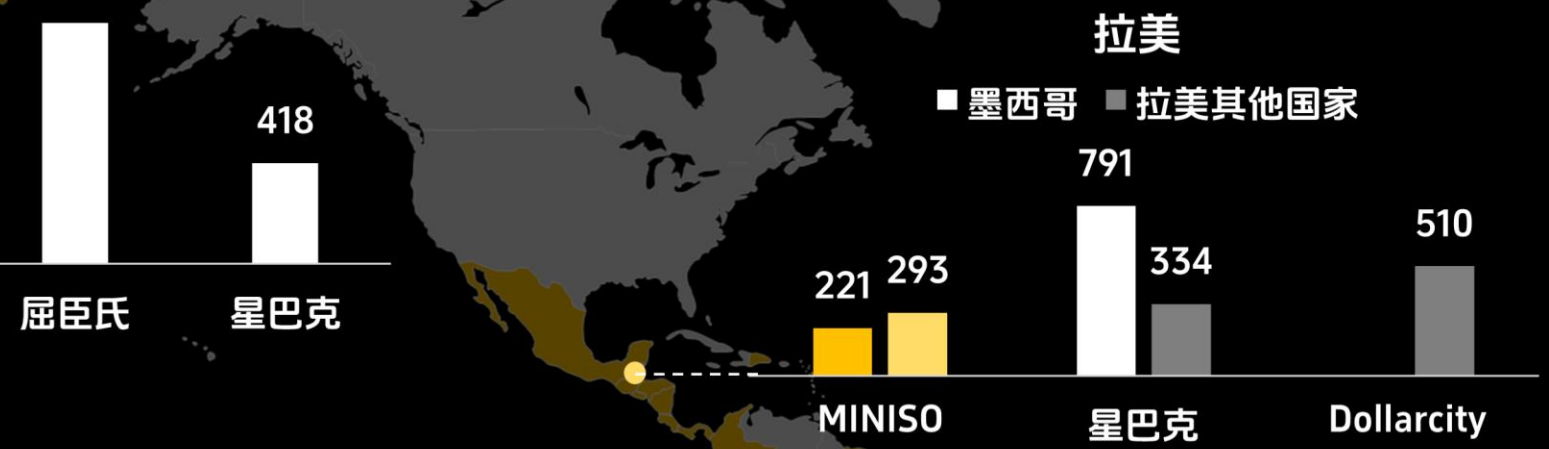 418
屈臣氏
星巴克
拉美
墨西哥 拉美其他国家
221
293
791
334
510
MINISO
星巴克
Dollarcity